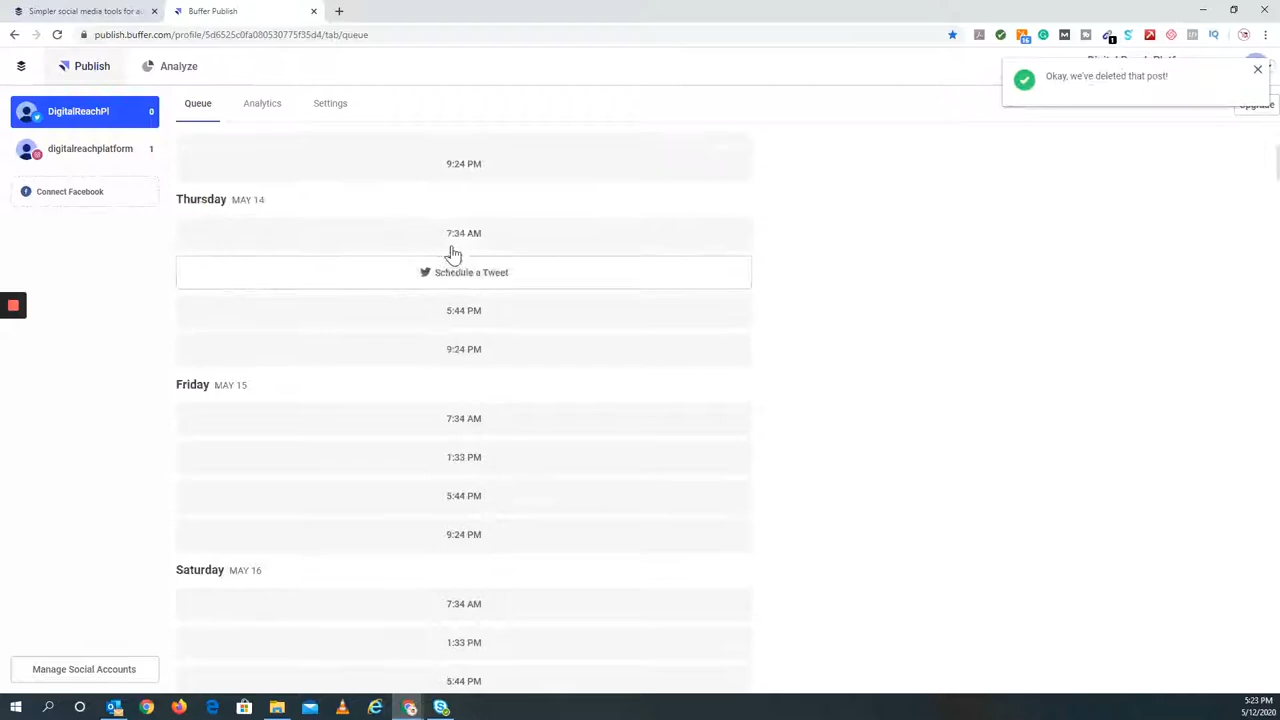 Simpler social media tools for au
Buffer Publish
publish.buffer.com/profile/5d6525c0fa080530775f35d4/tab/queue
15
1
Publish
Analyze
Okay, we've deleted that post!
DigitalReachPl 0
Queue
Analytics
Settings
Upgrade
digitalreachplatform 1
Connect Facebook
9:24 PM
Thursday MAY 14
7:34 AM
Schedule a Tweet
5:44 PM
9:24 PM
Friday MAY 15
7:34 AM
1:33 PM
5:44 PM
9:24 PM
Saturday MAY 16
7:34 AM
1:33 PM
5:44 PM
Manage Social Accounts
5:23 PM
5/12/2020